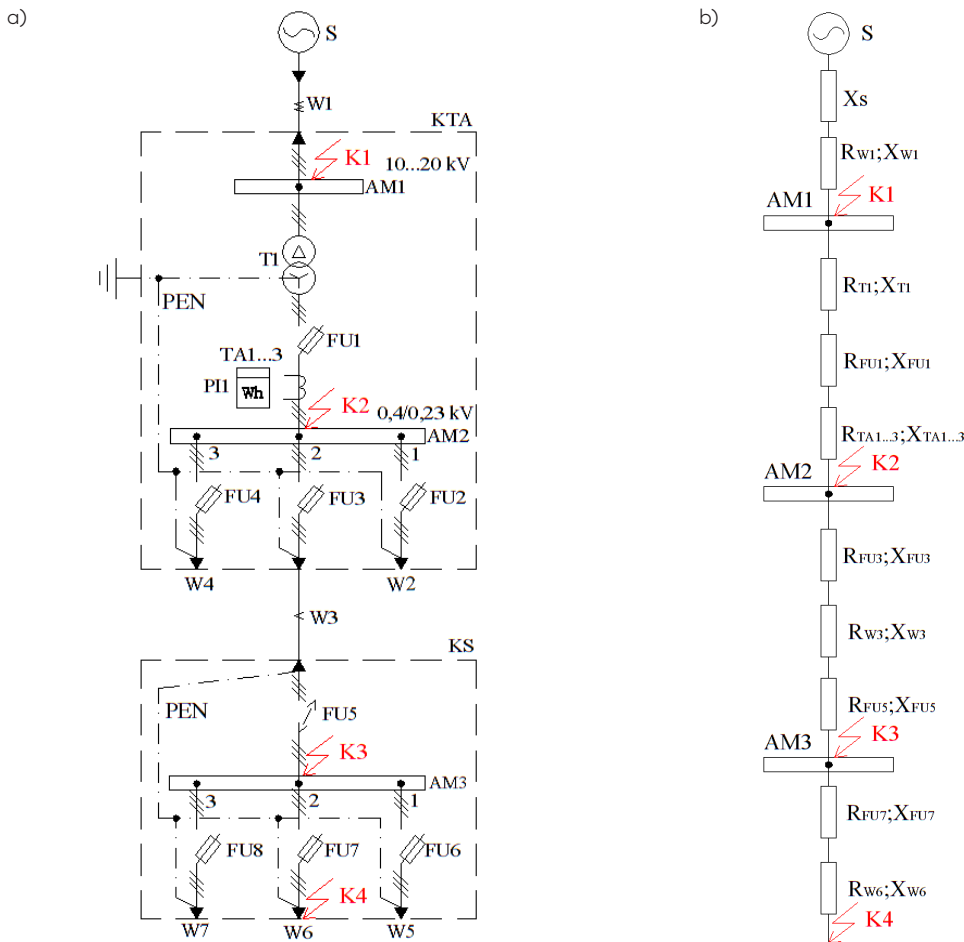 a)
S
W1
KTA
K1
10...20 kV
AM1
T1
PEN
FU1
TA1...3
PI1
Wh
K2
0,4/0,23 kV
AM2
3
2
1
FU4
FU3
FU2
W4
W2
W3
KS
PEN
FU5
K3
AM3
3
2
1
FU8
FU7
FU6
K4
W7
W6
W5
b)
S
Xs
RW1;XW1
K1
AM1
RT1;XT1
RFU1;XFU1
RTA1..3;XTA1..3
K2
AM2
RFU3;XFU3
RW3;XW3
RFU5;XFU5
K3
AM3
RFU7;XFU7
RW6;XW6
K4